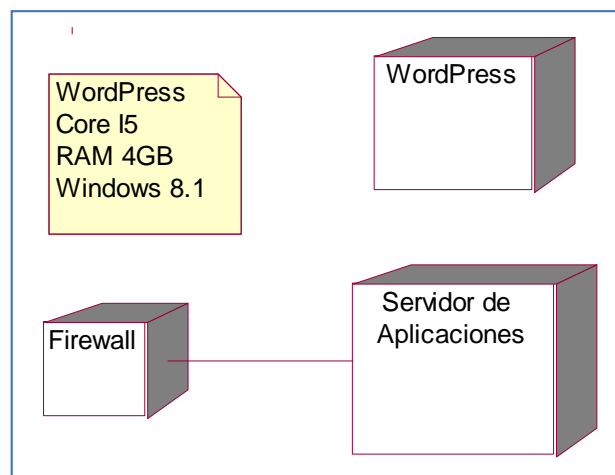 WordPress
Core I5
RAM 4GB
Windows 8.1
WordPress
Firewall
Servidor de
Aplicaciones